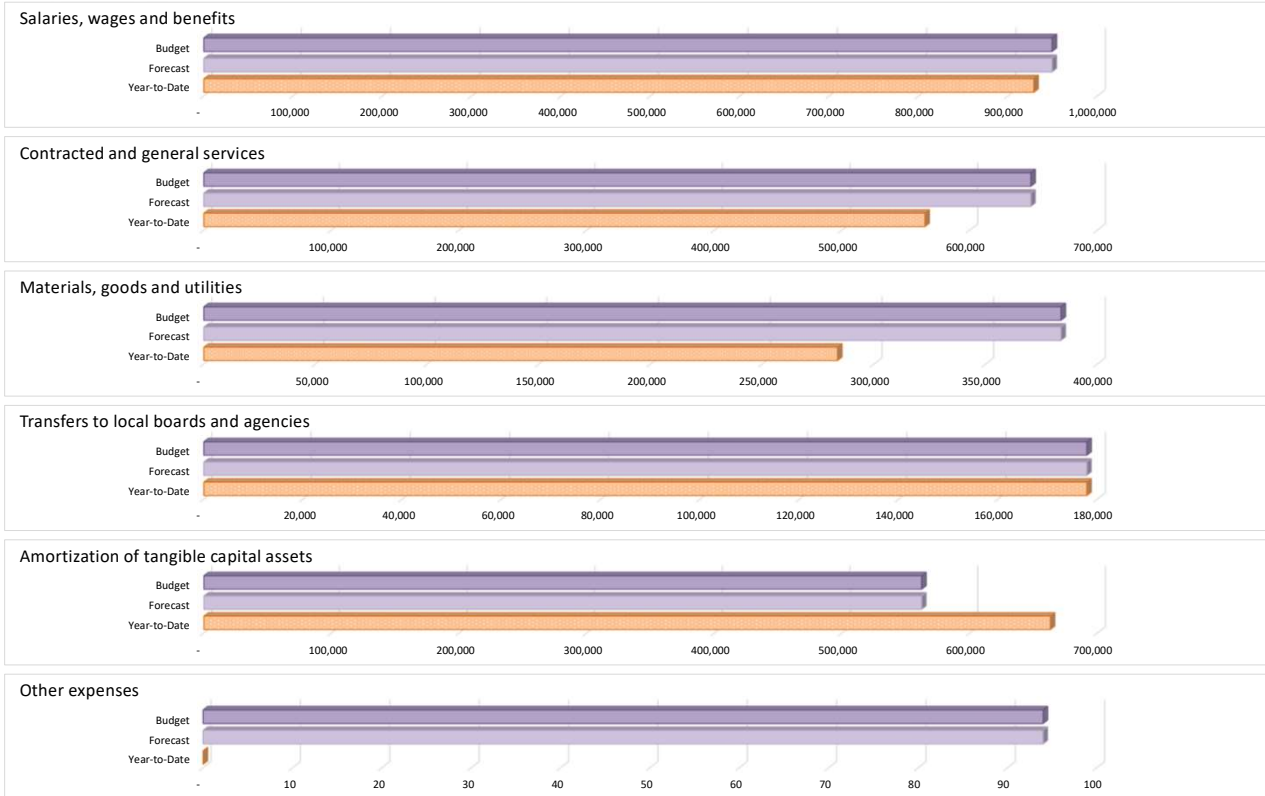 Salaries, wages and benefits
Budget
Forecast
Year-to-Date
- 100,000 200,000 300,000 400,000 500,000 600,000 700,000 800,000 900,000 1,000,000
Contracted and general services
Budget
Forecast
Year-to-Date
- 100,000 200,000 300,000 400,000 500,000 600,000 700,000
Materials, goods and utilities
Budget
Forecast
Year-to-Date
- 50,000 100,000 150,000 200,000 250,000 300,000 350,000 400,000
Transfers to local boards and agencies
Budget
Forecast
Year-to-Date
- 20,000 40,000 60,000 80,000 100,000 120,000 140,000 160,000 180,000
Amortization of tangible capital assets
Budget
Forecast
Year-to-Date
- 100,000 200,000 300,000 400,000 500,000 600,000 700,000
Other expenses
Budget
Forecast
Year-to-Date
- 10 20 30 40 50 60 70 80 90 100